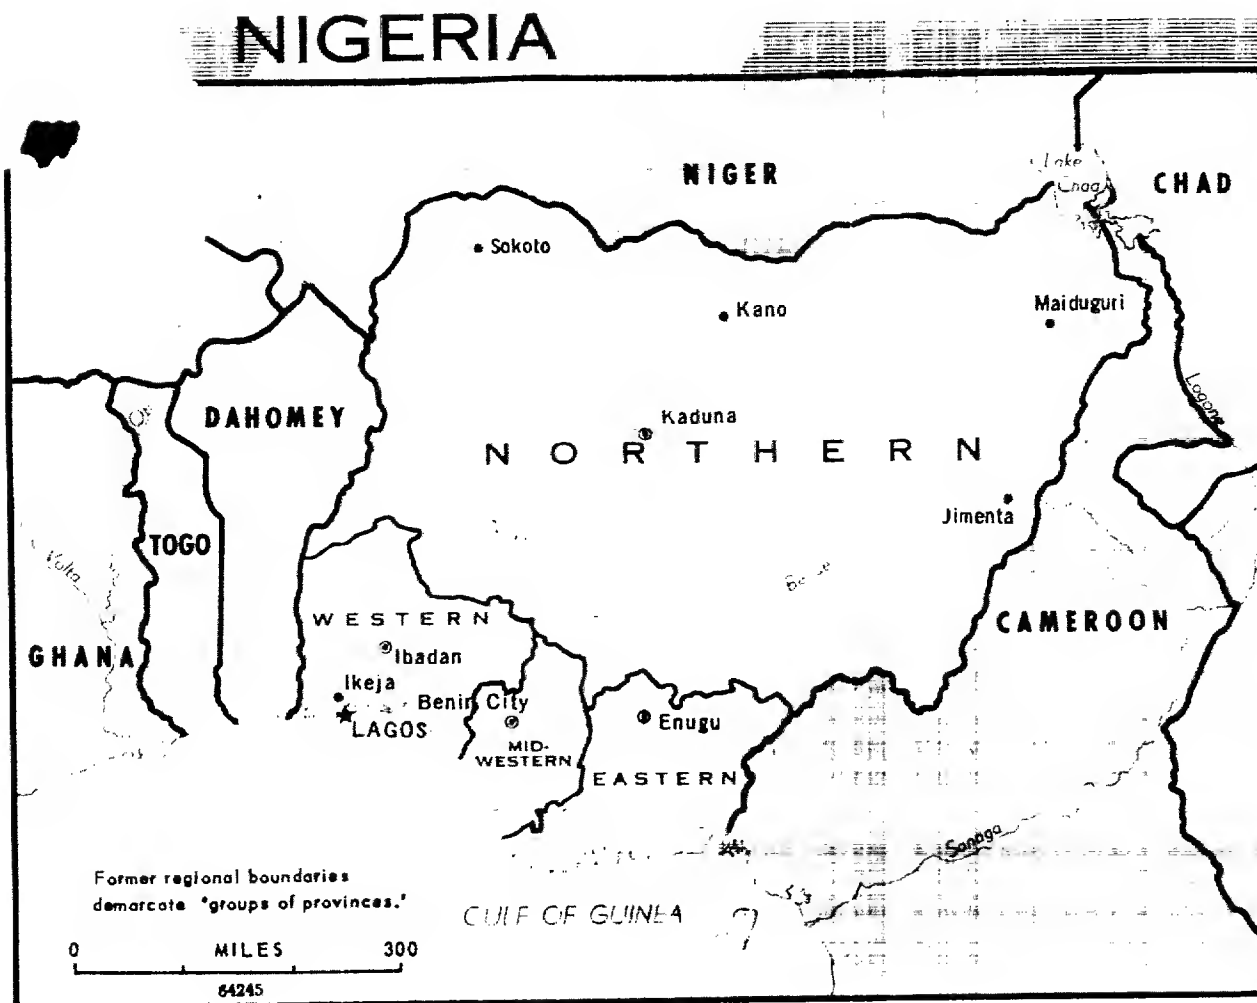 NIGERIA
NIGER
Lake
Chad
CHAD
Sokoto
Kano
Maiduguri
Logone
DAHOMEY
Kaduna
NORTHERN
Jimenta
TOGO
Volta
WESTERN
CAMEROON
GHANA
Ibadan
Ikeja
Benin City
LAGOS
Enugu
MID-
WESTERN
EASTERN
Sanaga
Former regional boundaries
demarcate "groups of provinces."
GULF OF GUINEA
0 MILES 300
64245